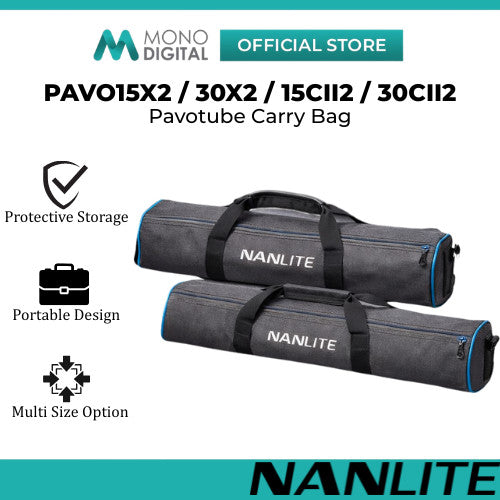 MONO
DIGITAL
OFFICIAL STORE
PAVO15X2 / 30X2 / 15CII2 / 30CII2
Pavotube Carry Bag
Protective Storage
Portable Design
Multi Size Option
NANLITE
NANLITE
NANLITE